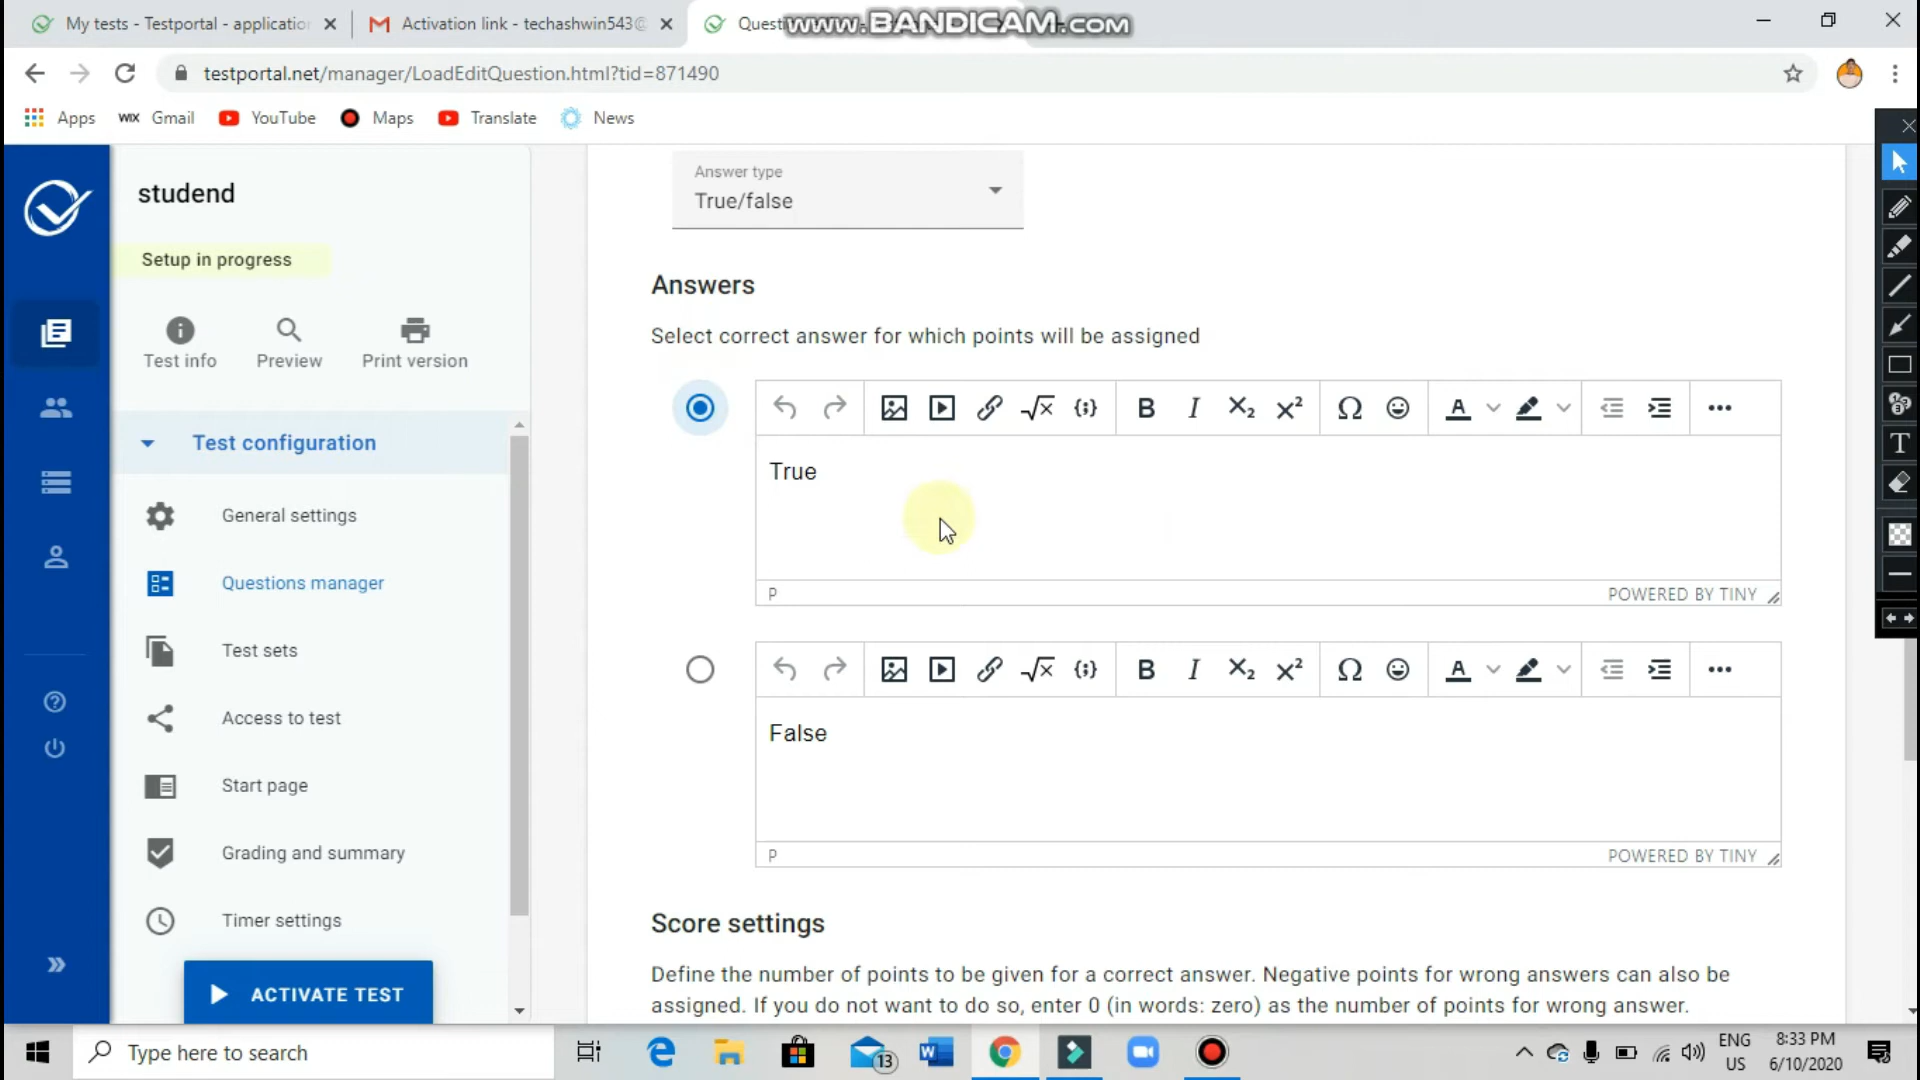 My tests - Testportal - application
Activation link - techashwin543@
Quest
www.BANDICAM.com
testportal.net/manager/LoadEditQuestion.html?tid=871490
Apps
WIX Gmail
YouTube
Maps
Translate
News
studend
Setup in progress
Test info
Preview
Print version
Test configuration
General settings
Questions manager
Test sets
Access to test
Start page
Grading and summary
Timer settings
ACTIVATE TEST
Answer type
True/false
Answers
Select correct answer for which points will be assigned
True
P
POWERED BY TINY
False
P
POWERED BY TINY
Score settings
Define the number of points to be given for a correct answer. Negative points for wrong answers can also be
assigned. If you do not want to do so, enter 0 (in words: zero) as the number of points for wrong answer.
Type here to search
13
ENG
US
8:33 PM
6/10/2020